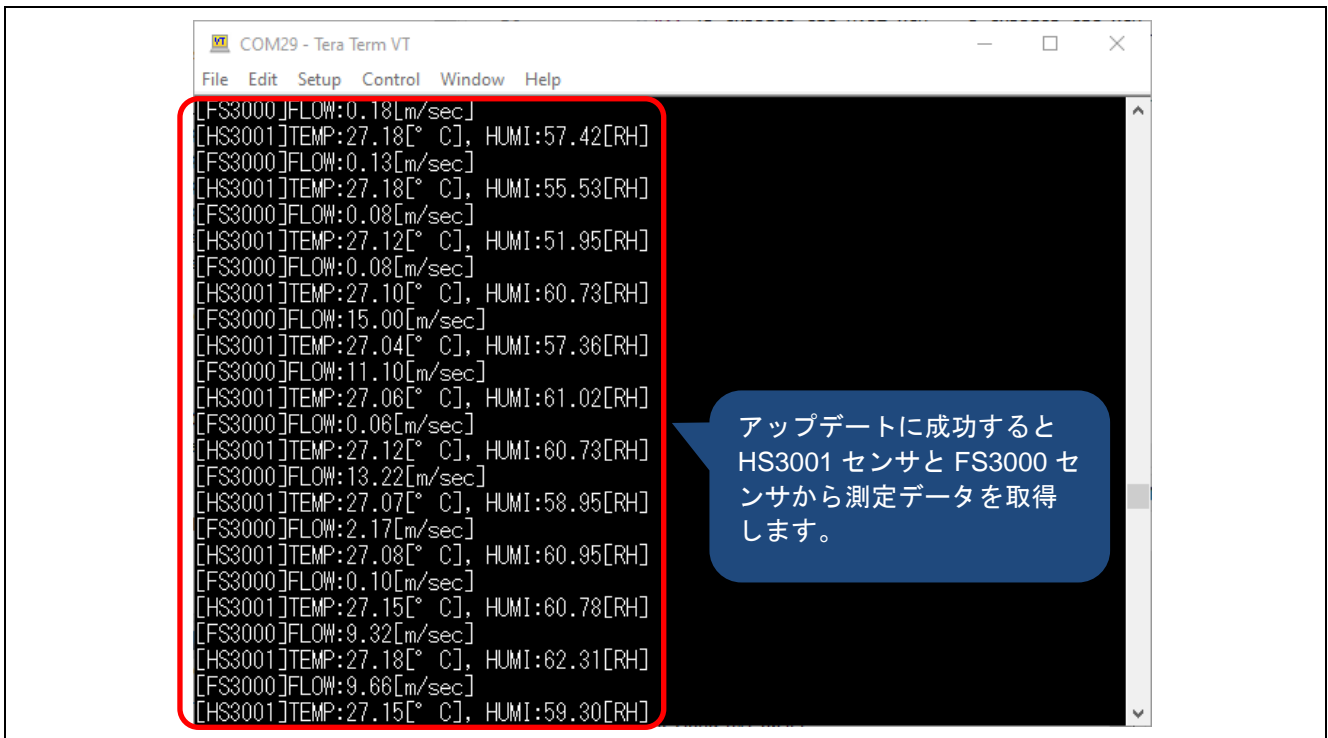 COM29 - Tera Term VT
File Edit Setup Control Window Help
[FS3000]FLOW:0.18[m/sec]
[HS3001]TEMP:27.18[° C], HUMI:57.42[RH]
[FS3000]FLOW:0.13[m/sec]
[HS3001]TEMP:27.18[° C], HUMI:55.53[RH]
[FS3000]FLOW:0.08[m/sec]
[HS3001]TEMP:27.12[° C], HUMI:51.95[RH]
[FS3000]FLOW:0.08[m/sec]
[HS3001]TEMP:27.10[° C], HUMI:60.73[RH]
[FS3000]FLOW:15.00[m/sec]
[HS3001]TEMP:27.04[° C], HUMI:57.36[RH]
[FS3000]FLOW:11.10[m/sec]
[HS3001]TEMP:27.06[° C], HUMI:61.02[RH]
[FS3000]FLOW:0.06[m/sec]
[HS3001]TEMP:27.12[° C], HUMI:60.73[RH]
[FS3000]FLOW:13.22[m/sec]
[HS3001]TEMP:27.07[° C], HUMI:58.95[RH]
[FS3000]FLOW:2.17[m/sec]
[HS3001]TEMP:27.08[° C], HUMI:60.95[RH]
[FS3000]FLOW:0.10[m/sec]
[HS3001]TEMP:27.15[° C], HUMI:60.78[RH]
[FS3000]FLOW:9.32[m/sec]
[HS3001]TEMP:27.18[° C], HUMI:62.31[RH]
[FS3000]FLOW:9.66[m/sec]
[HS3001]TEMP:27.15[° C], HUMI:59.30[RH]
アップデートに成功すると
HS3001 センサと FS3000 セ
ンサから測定データを取得
します。